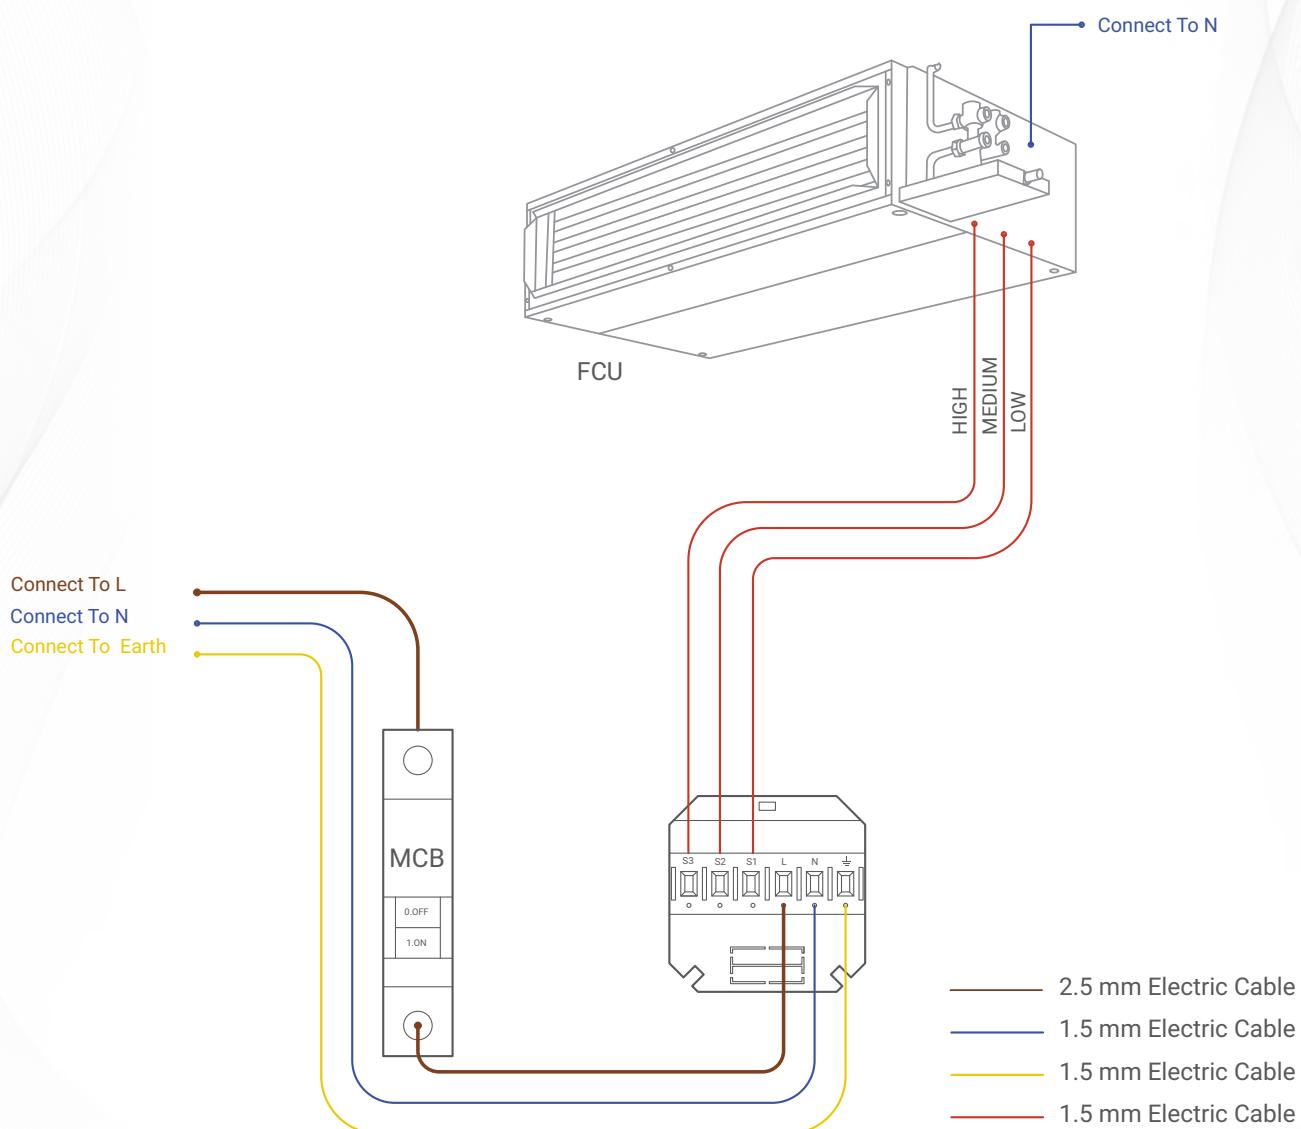 Connect To N
FCU
HIGH
MEDIUM
LOW
Connect To L
Connect To N
Connect To Earth
MCB
0.OFF
1.ON
S3 S2 S1 L N
2.5 mm Electric Cable
1.5 mm Electric Cable
1.5 mm Electric Cable
1.5 mm Electric Cable